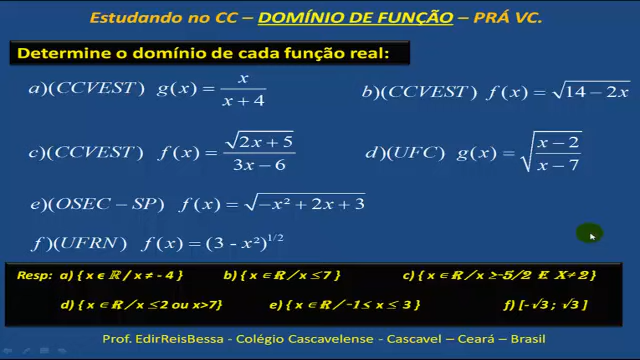 Estudando no CC – DOMÍNIO DE FUNÇÃO – PRÁ VC.
Determine o domínio de cada função real:
a)(CCVEST) g(x) = x/(x + 4)
b)(CCVEST) f(x) = √(14 − 2x)
c)(CCVEST) f(x) = √(2x + 5)/(3x − 6)
d)(UFC) g(x) = √((x − 2)/(x − 7))
e)(OSEC – SP) f(x) = √(−x² + 2x + 3)
f)(UFRN) f(x) = (3 - x²)^1/2
Resp: a) { x ϵ ℝ / x ≠ - 4 } b) { x ∈ ℝ / x ≤ 7 } c) { x ∈ ℝ / x ≥ -5/2 E X ≠ 2 }
d) { x ∈ ℝ / x ≤ 2 ou x > 7 } e) { x ∈ ℝ / −1 ≤ x ≤ 3 } f) [ - √3 ; √3 ]
Prof. EdirReisBessa - Colégio Cascavelense - Cascavel – Ceará – Brasil